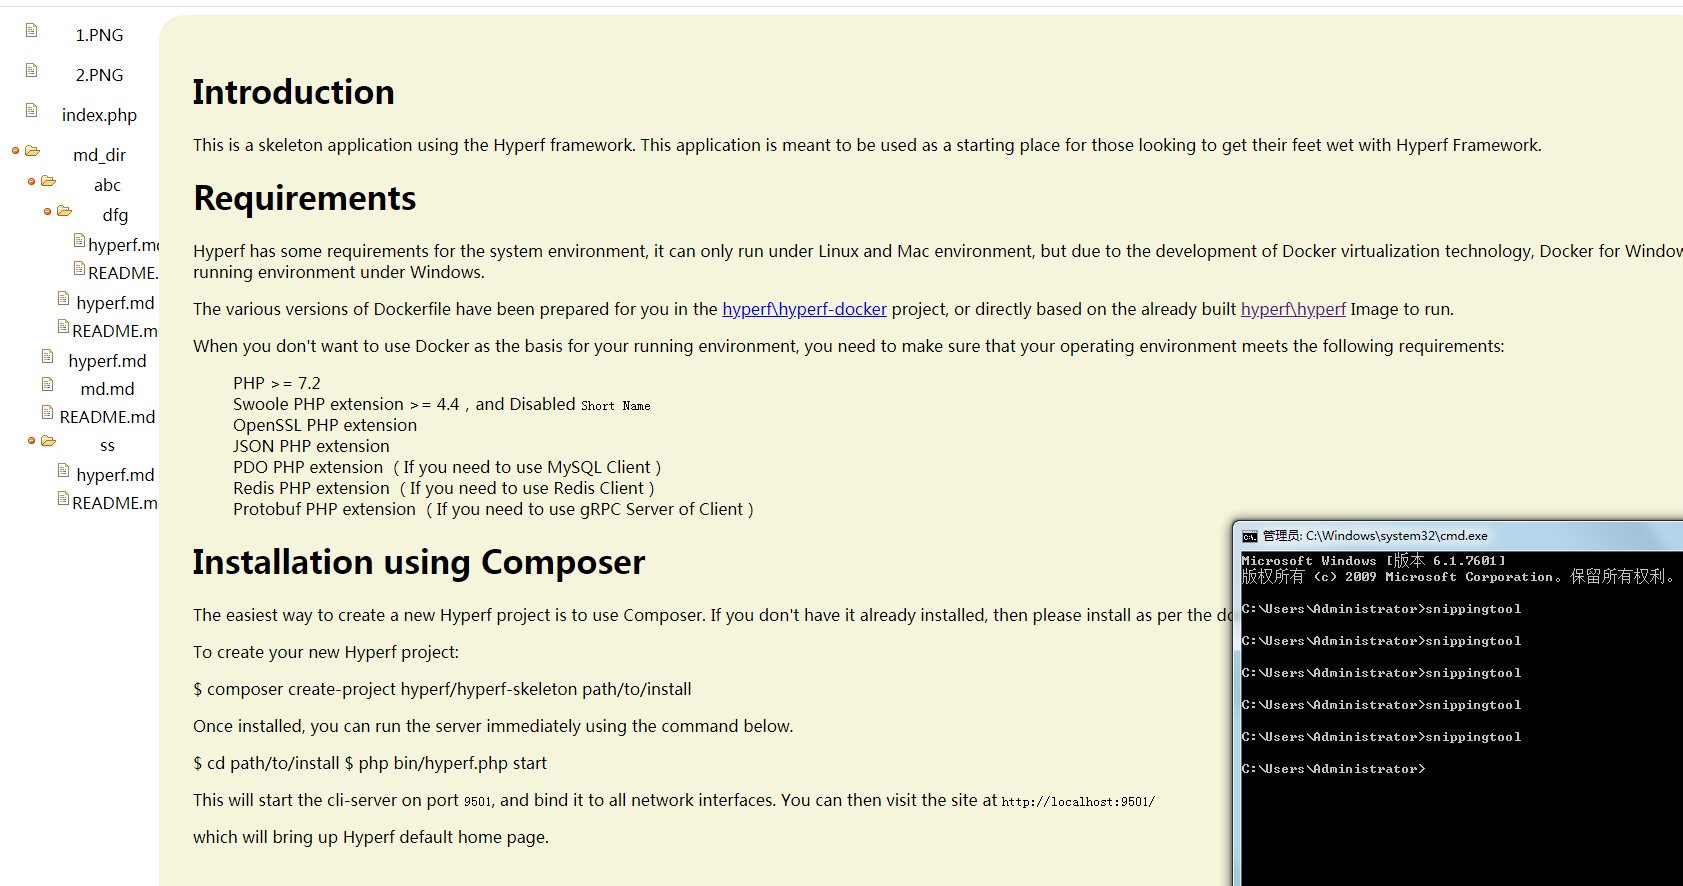 1.PNG
2.PNG
index.php
md_dir
abc
dfg
hyperf.md
README.
hyperf.md
README.m
hyperf.md
md.md
README.md
ss
hyperf.md
README.m
Introduction
This is a skeleton application using the Hyperf framework. This application is meant to be used as a starting place for those looking to get their feet wet with Hyperf Framework.
Requirements
Hyperf has some requirements for the system environment, it can only run under Linux and Mac environment, but due to the development of Docker virtualization technology, Docker for Window
running environment under Windows.
The various versions of Dockerfile have been prepared for you in the hyperf\hyperf-docker project, or directly based on the already built hyperf\hyperf Image to run.
When you don't want to use Docker as the basis for your running environment, you need to make sure that your operating environment meets the following requirements:
PHP >= 7.2
Swoole PHP extension >= 4.4，and Disabled Short Name
OpenSSL PHP extension
JSON PHP extension
PDO PHP extension （If you need to use MySQL Client）
Redis PHP extension （If you need to use Redis Client）
Protobuf PHP extension （If you need to use gRPC Server of Client）
Installation using Composer
The easiest way to create a new Hyperf project is to use Composer. If you don't have it already installed, then please install as per the do
To create your new Hyperf project:
$ composer create-project hyperf/hyperf-skeleton path/to/install
Once installed, you can run the server immediately using the command below.
$ cd path/to/install $ php bin/hyperf.php start
This will start the cli-server on port 9501, and bind it to all network interfaces. You can then visit the site at http://localhost:9501/
which will bring up Hyperf default home page.
管理员: C:\Windows\system32\cmd.exe
Microsoft Windows [版本 6.1.7601]
版权所有 (c) 2009 Microsoft Corporation。保留所有权利。
C:\Users\Administrator>snippingtool
C:\Users\Administrator>snippingtool
C:\Users\Administrator>snippingtool
C:\Users\Administrator>snippingtool
C:\Users\Administrator>snippingtool
C:\Users\Administrator>